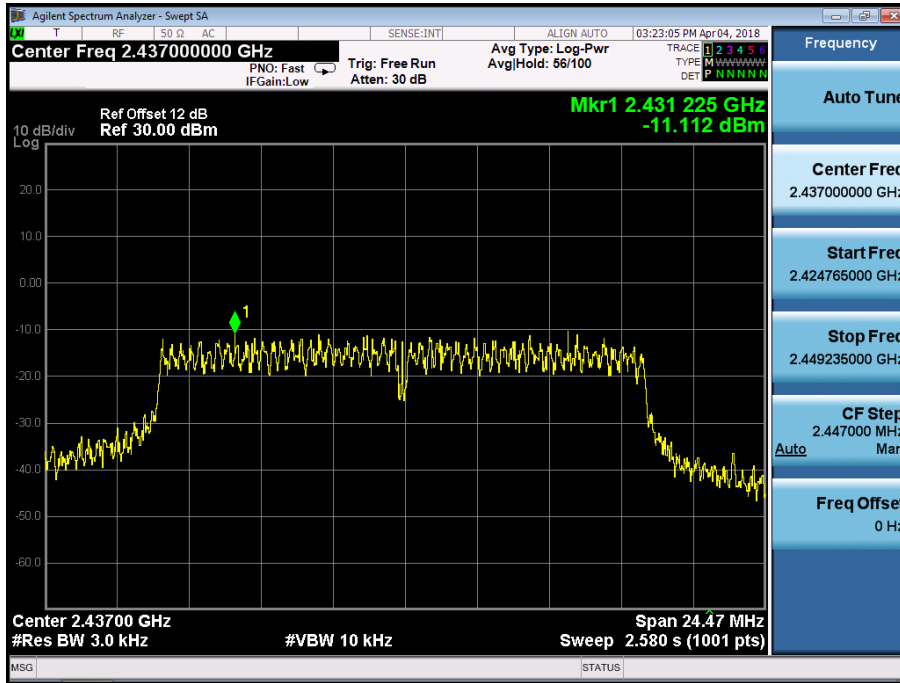 Agilent Spectrum Analyzer - Swept SA
LXI T RF 50 Ω AC SENSE:INT ALIGN AUTO 03:23:05 PM Apr 04, 2018
Center Freq 2.437000000 GHz
PNO: Fast
IFGain:Low
Trig: Free Run
Atten: 30 dB
Avg Type: Log-Pwr
Avg|Hold: 56/100
TRACE 1 2 3 4 5 6
TYPE M WWWWW
DET P N N N N N
Mkr1 2.431 225 GHz
-11.112 dBm
Ref Offset 12 dB
10 dB/div Ref 30.00 dBm
Log
1
20.0
10.0
0.00
-10.0
-20.0
-30.0
-40.0
-50.0
-60.0
Center 2.43700 GHz Span 24.47 MHz
#Res BW 3.0 kHz #VBW 10 kHz Sweep 2.580 s (1001 pts)
MSG STATUS
Frequency
Auto Tune
Center Freq
2.437000000 GHz
Start Freq
2.424765000 GHz
Stop Freq
2.449235000 GHz
CF Step
2.447000 MHz
Auto Man
Freq Offset
0 Hz